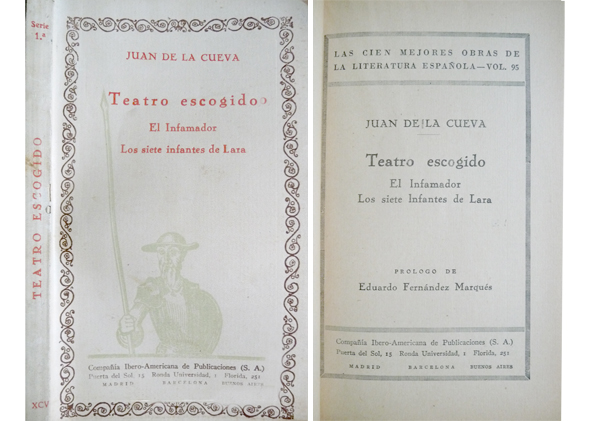 Serie
1.ª
TEATRO ESCOGIDO
XCV
JUAN DE LA CUEVA
Teatro escogido
El Infamador
Los siete infantes de Lara
Compañía Ibero-Americana de Publicaciones (S. A.)
Puerta del Sol, 15 Ronda Universidad, 1 Florida, 251
MADRID BARCELONA BUENOS AIRES
LAS CIEN MEJORES OBRAS DE
LA LITERATURA ESPAÑOLA—VOL. 95
JUAN DE LA CUEVA
Teatro escogido
El Infamador
Los siete Infantes de Lara
PROLOGO DE
Eduardo Fernández Marqués
Compañía Ibero-Americana de Publicaciones (S. A.)
Puerta del Sol, 15 Ronda Universidad, 1 Florida, 251
MADRID BARCELONA BUENOS AIRES